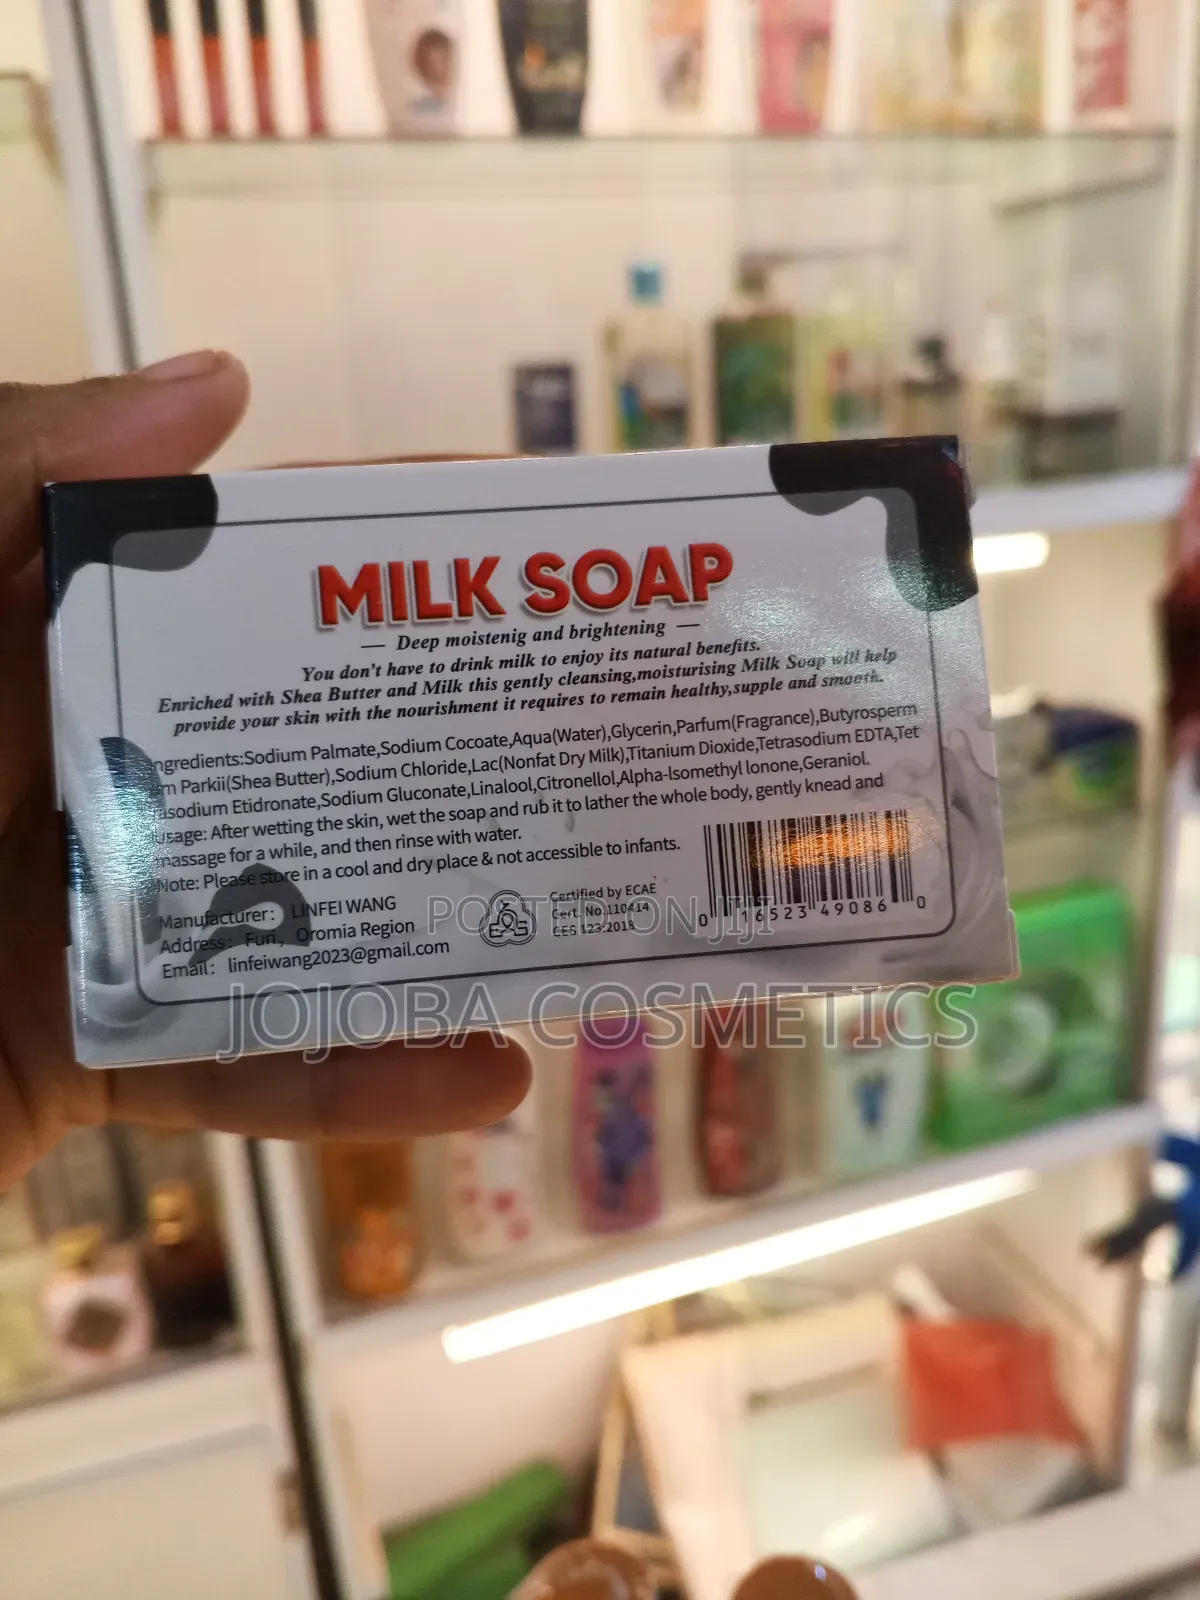 MILK SOAP
— Deep moistenig and brightening —
You don't have to drink milk to enjoy its natural benefits.
Enriched with Shea Butter and Milk this gently cleansing,moisturising Milk Soap will help
provide your skin with the nourishment it requires to remain healthy,supple and smooth.
ngredients:Sodium Palmate,Sodium Cocoate,Aqua(Water),Glycerin,Parfum(Fragrance),Butyrosperm
m Parkii(Shea Butter),Sodium Chloride,Lac(Nonfat Dry Milk),Titanium Dioxide,Tetrasodium EDTA,Tet
asodium Etidronate,Sodium Gluconate,Linalool,Citronellol,Alpha-lsomethyl lonone,Geraniol.
Usage: After wetting the skin, wet the soap and rub it to lather the whole body, gently knead and
massage for a while, and then rinse with water.
Note: Please store in a cool and dry place & not accessible to infants.
Manufacturer: LINFEI WANG
Address: Furi, Oromia Region
Email: linfeiwang2023@gmail.com
Certified by ECAE
Cert. No.110414
CES 123:2018
0 16523 49086 0
POSTED ON JIJI
JOJOBA COSMETICS